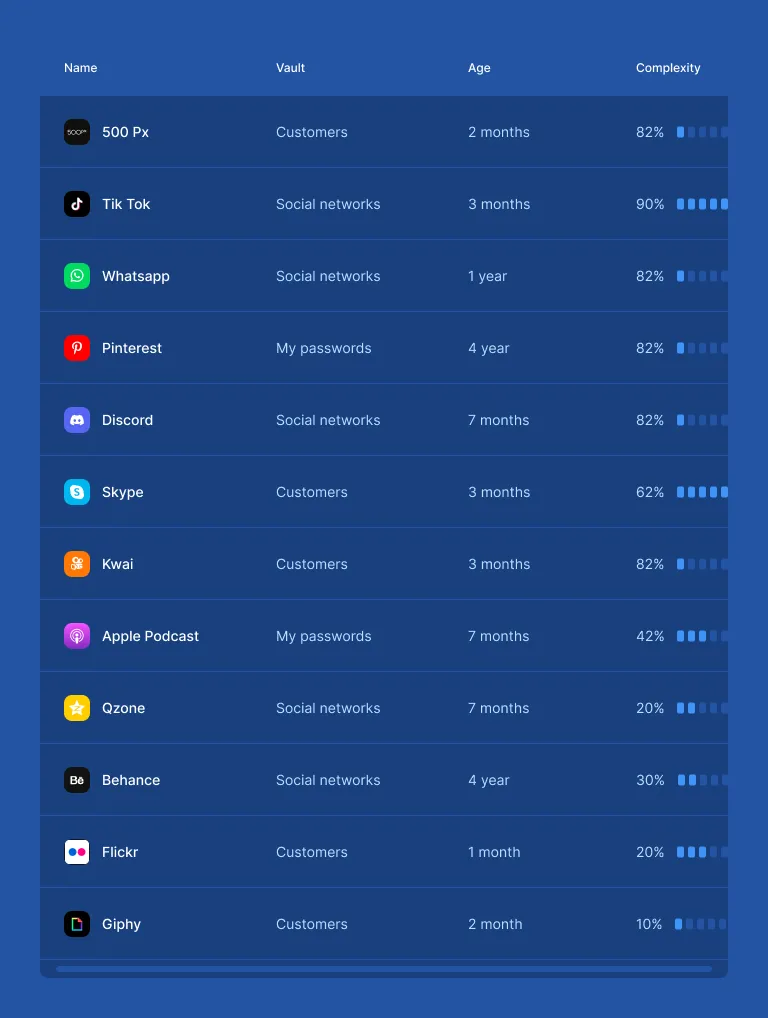 Name Vault Age Complexity
500px 500 Px Customers 2 months 82%
Tik Tok Social networks 3 months 90%
Whatsapp Social networks 1 year 82%
Pinterest My passwords 4 year 82%
Discord Social networks 7 months 82%
S Skype Customers 3 months 62%
Kwai Customers 3 months 82%
Apple Podcast My passwords 7 months 42%
Qzone Social networks 7 months 20%
Bē Behance Social networks 4 year 30%
Flickr Customers 1 month 20%
Giphy Customers 2 month 10%